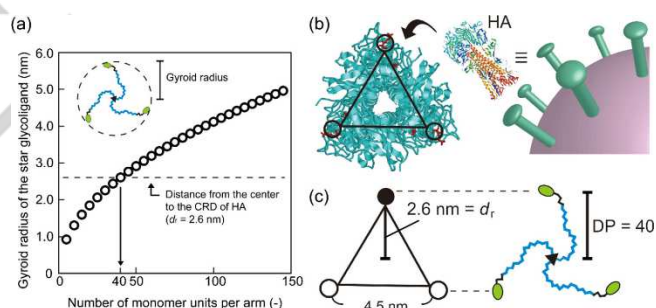 (a)
Gyroid radius of the star glycoligand (nm)
6.0
5.0
4.0
3.0
2.0
1.0
0
40 50
100
150
Number of monomer units per arm (-)
Gyroid radius
Distance from the center
to the CRD of HA
(dr = 2.6 nm)
(b)
HA
≡
(c)
2.6 nm = dr
4.5 nm
DP = 40